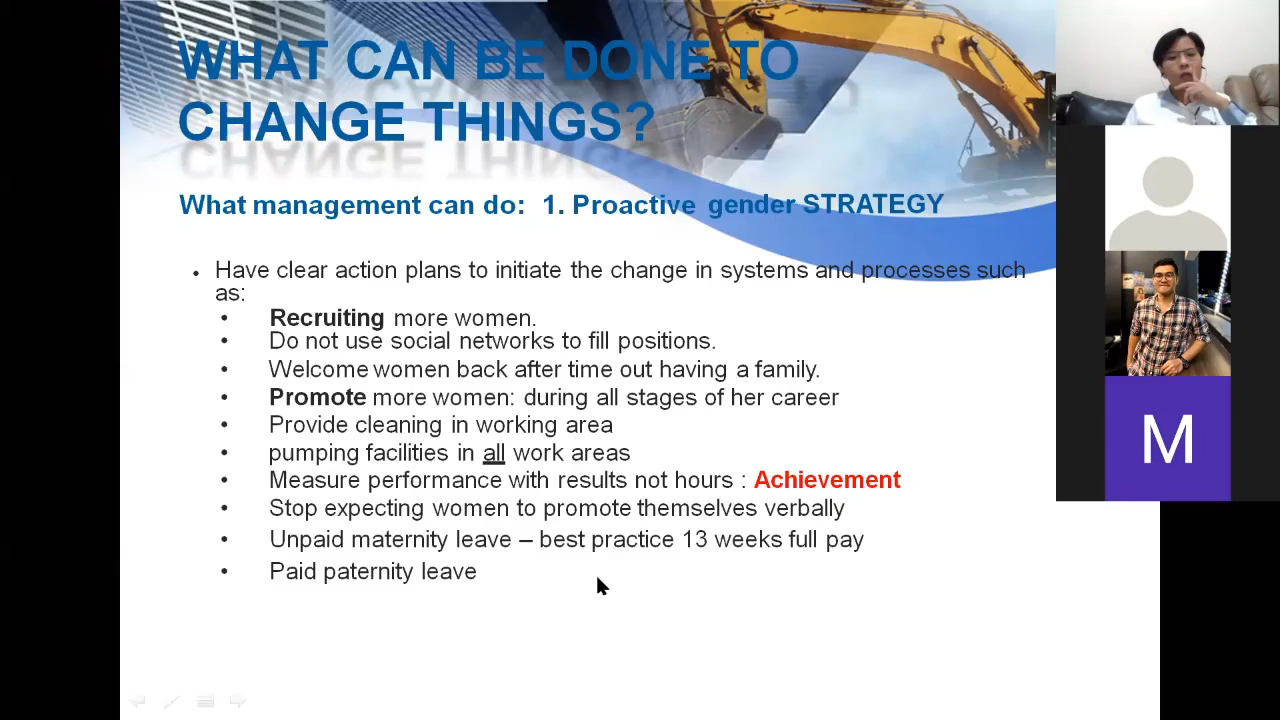 WHAT CAN BE DONE TO
CHANGE THINGS?
What management can do: 1. Proactive gender STRATEGY
• Have clear action plans to initiate the change in systems and processes such
as:
• Recruiting more women.
• Do not use social networks to fill positions.
• Welcome women back after time out having a family.
• Promote more women: during all stages of her career
• Provide cleaning in working area
• pumping facilities in all work areas
• Measure performance with results not hours : Achievement
• Stop expecting women to promote themselves verbally
• Unpaid maternity leave – best practice 13 weeks full pay
• Paid paternity leave
M